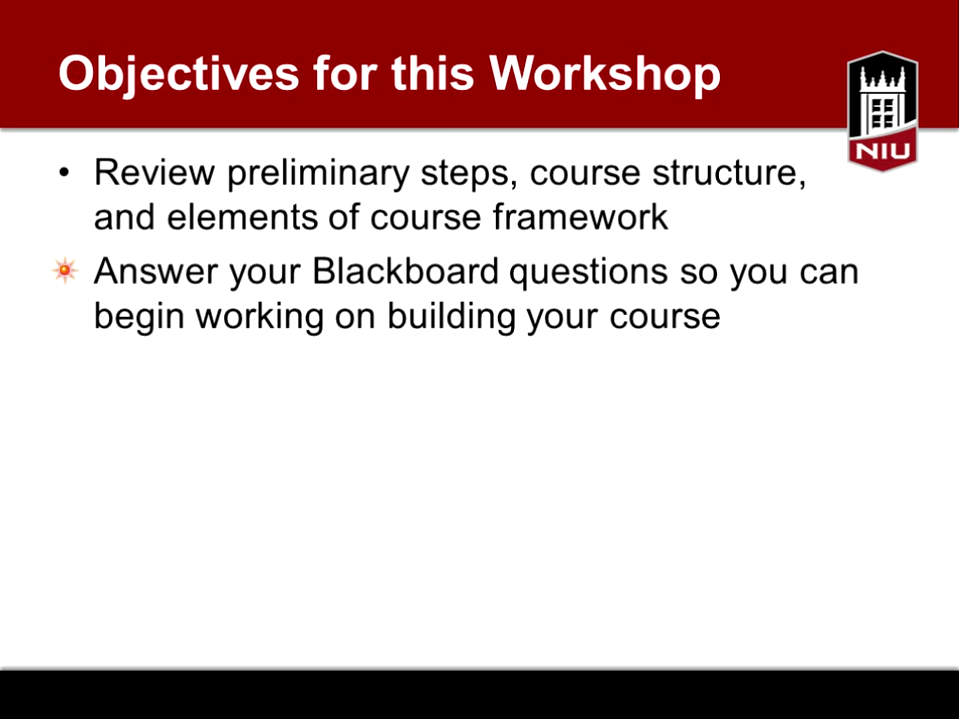 Objectives for this Workshop
NIU
• Review preliminary steps, course structure,
and elements of course framework
Answer your Blackboard questions so you can
begin working on building your course